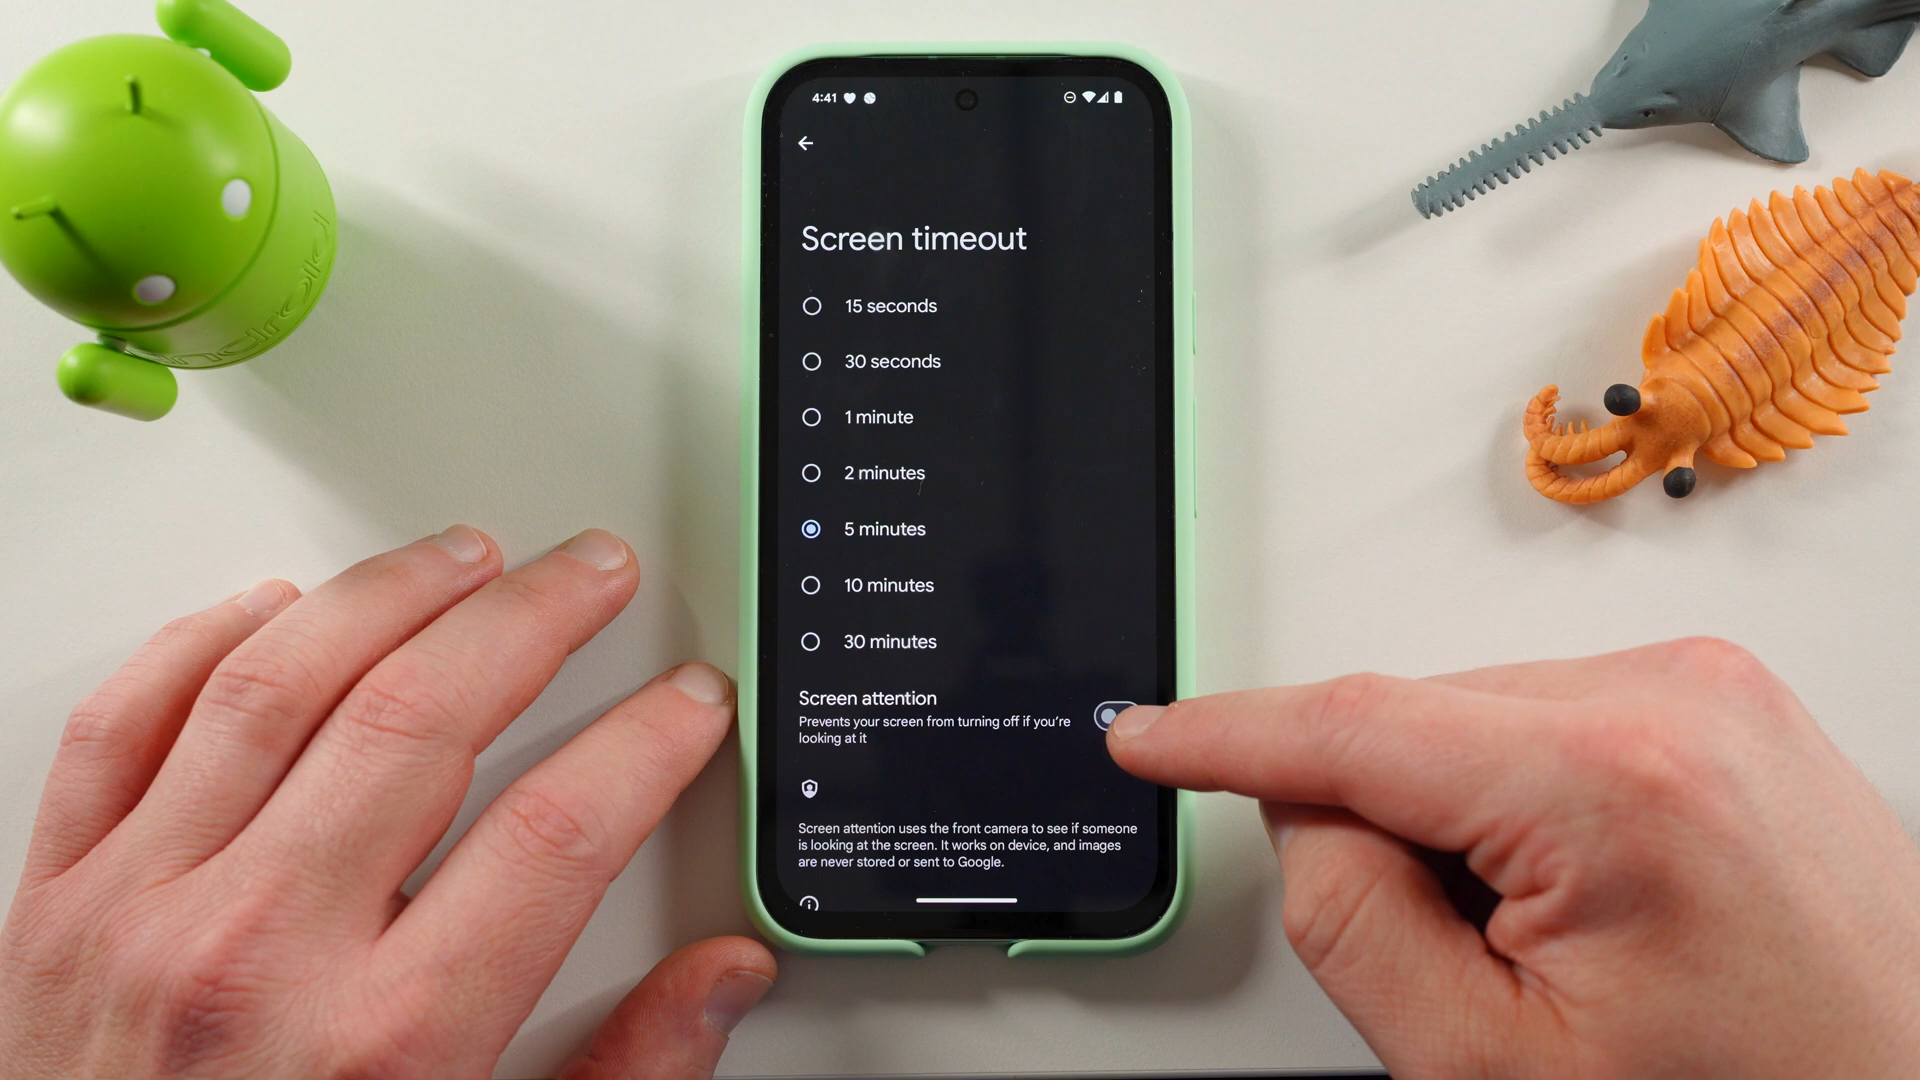 4:41
Screen timeout
15 seconds
30 seconds
1 minute
2 minutes
5 minutes
10 minutes
30 minutes
Screen attention
Prevents your screen from turning off if you're
looking at it
Screen attention uses the front camera to see if someone
is looking at the screen. It works on device, and images
are never stored or sent to Google.
android